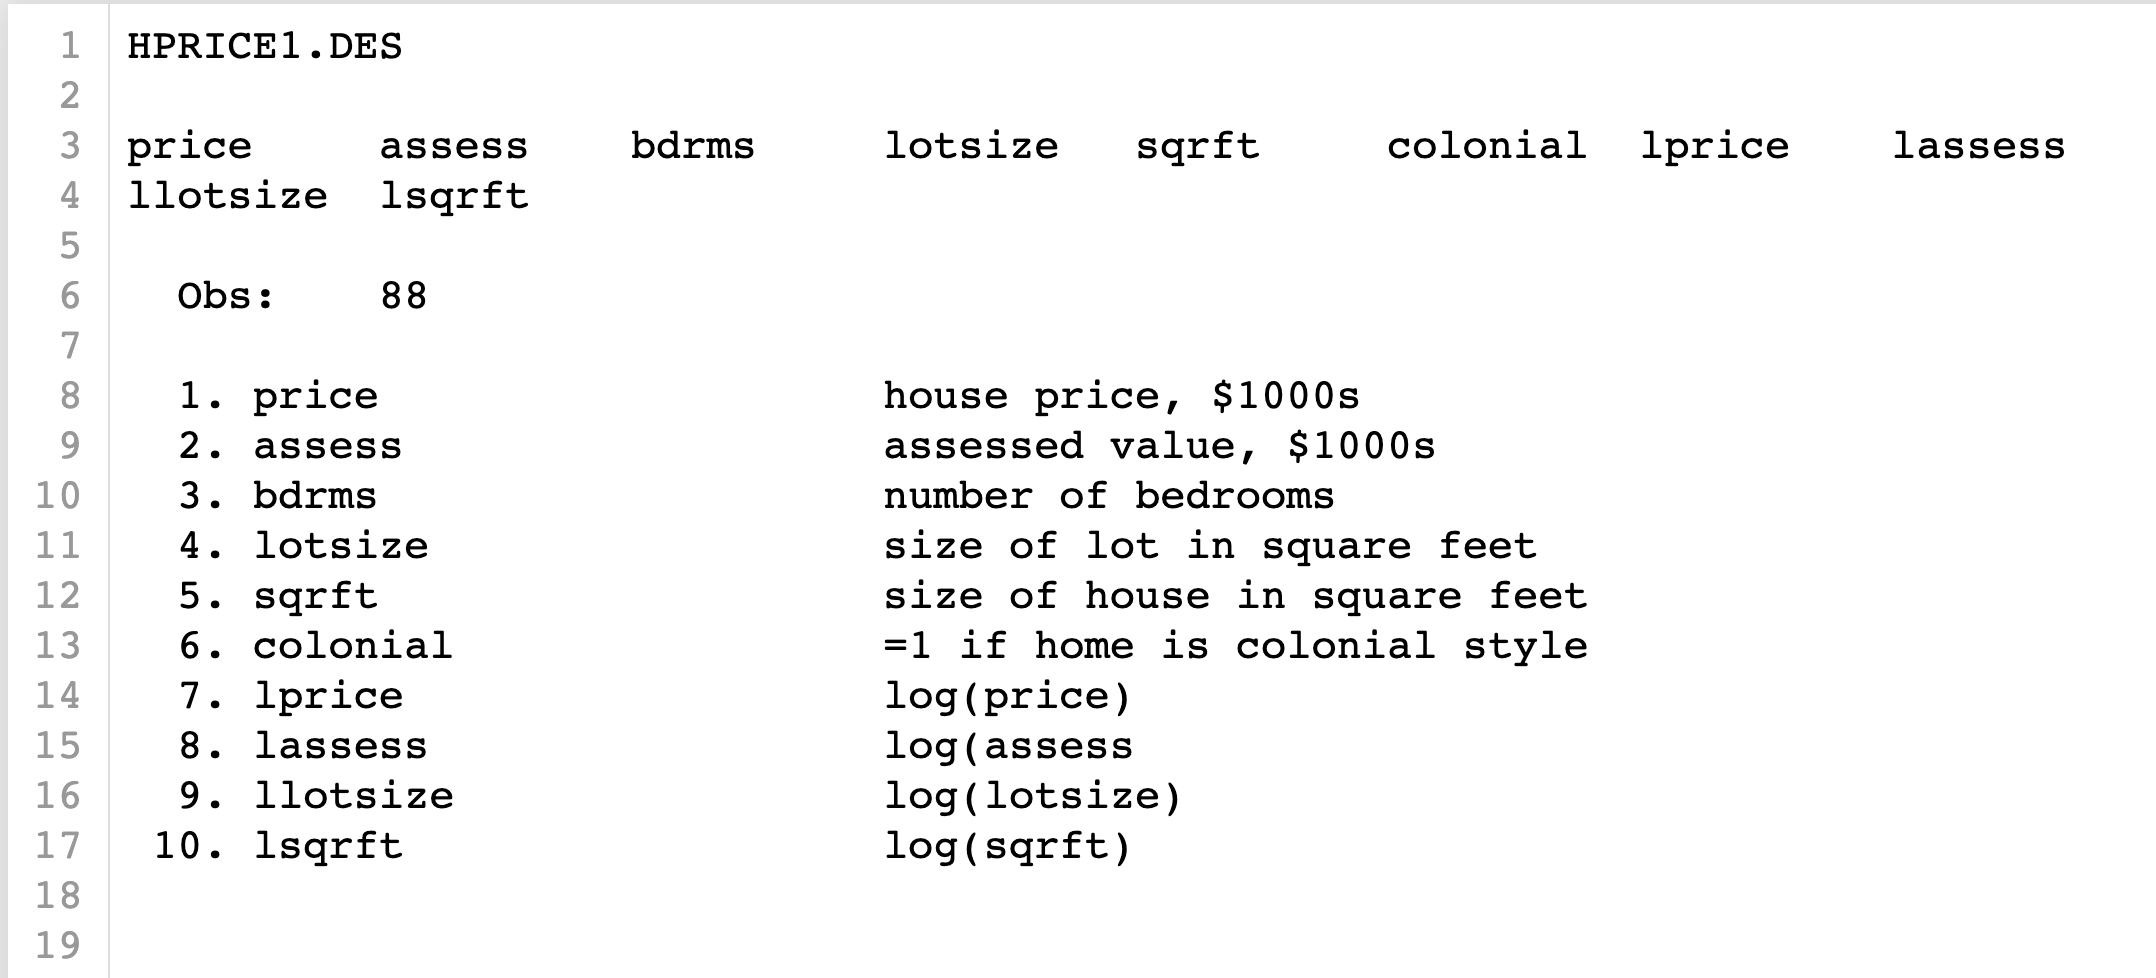 1 HPRICE1.DES
2
3 price assess bdrms lotsize sqrft colonial lprice lassess
4 llotsize lsqrft
5
6 Obs: 88
7
8 1. price house price, $1000s
9 2. assess assessed value, $1000s
10 3. bdrms number of bedrooms
11 4. lotsize size of lot in square feet
12 5. sqrft size of house in square feet
13 6. colonial =1 if home is colonial style
14 7. lprice log(price)
15 8. lassess log(assess
16 9. llotsize log(lotsize)
17 10. lsqrft log(sqrft)
18
19